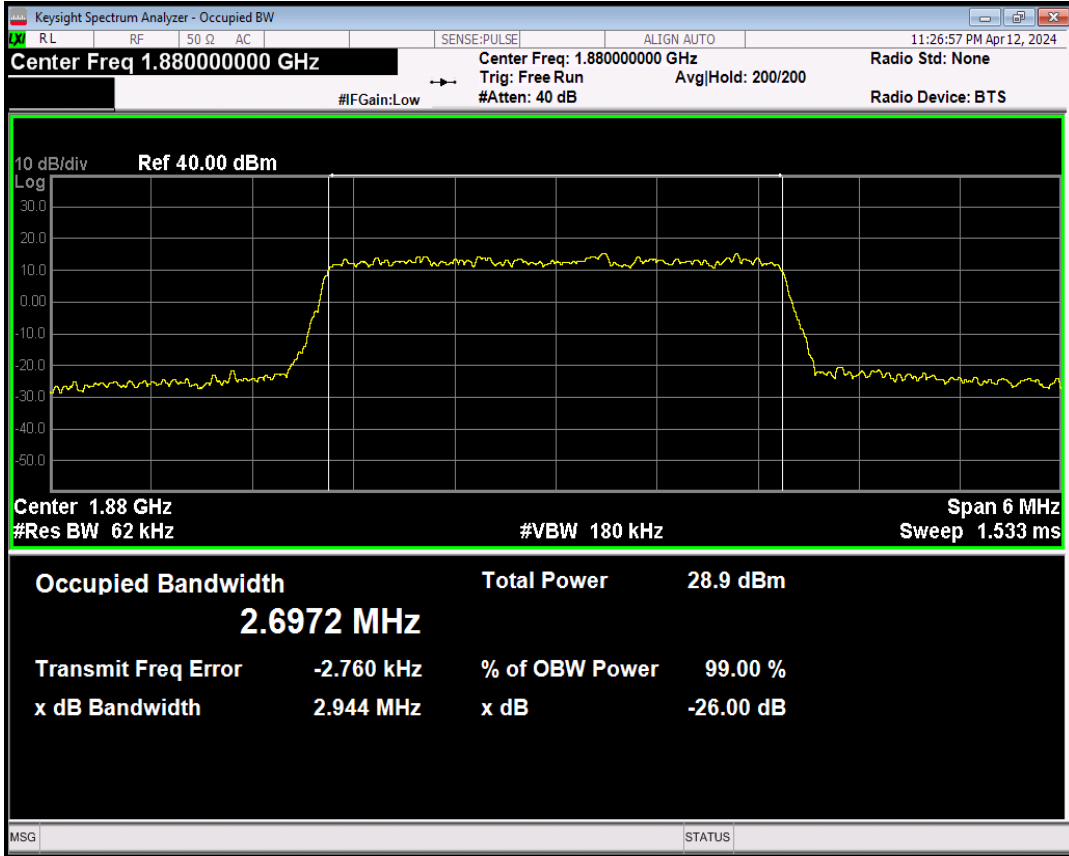 Keysight Spectrum Analyzer - Occupied BW
LXI RL RF 50 Ω AC SENSE:PULSE ALIGN AUTO 11:26:57 PM Apr 12, 2024
Center Freq 1.880000000 GHz Center Freq: 1.880000000 GHz Radio Std: None
Trig: Free Run Avg|Hold: 200/200
#IFGain:Low #Atten: 40 dB Radio Device: BTS
10 dB/div Ref 40.00 dBm
Log
30.0
20.0
10.0
0.00
-10.0
-20.0
-30.0
-40.0
-50.0
Center 1.88 GHz Span 6 MHz
#Res BW 62 kHz #VBW 180 kHz Sweep 1.533 ms
Occupied Bandwidth Total Power 28.9 dBm
2.6972 MHz
Transmit Freq Error -2.760 kHz % of OBW Power 99.00 %
x dB Bandwidth 2.944 MHz x dB -26.00 dB
MSG STATUS